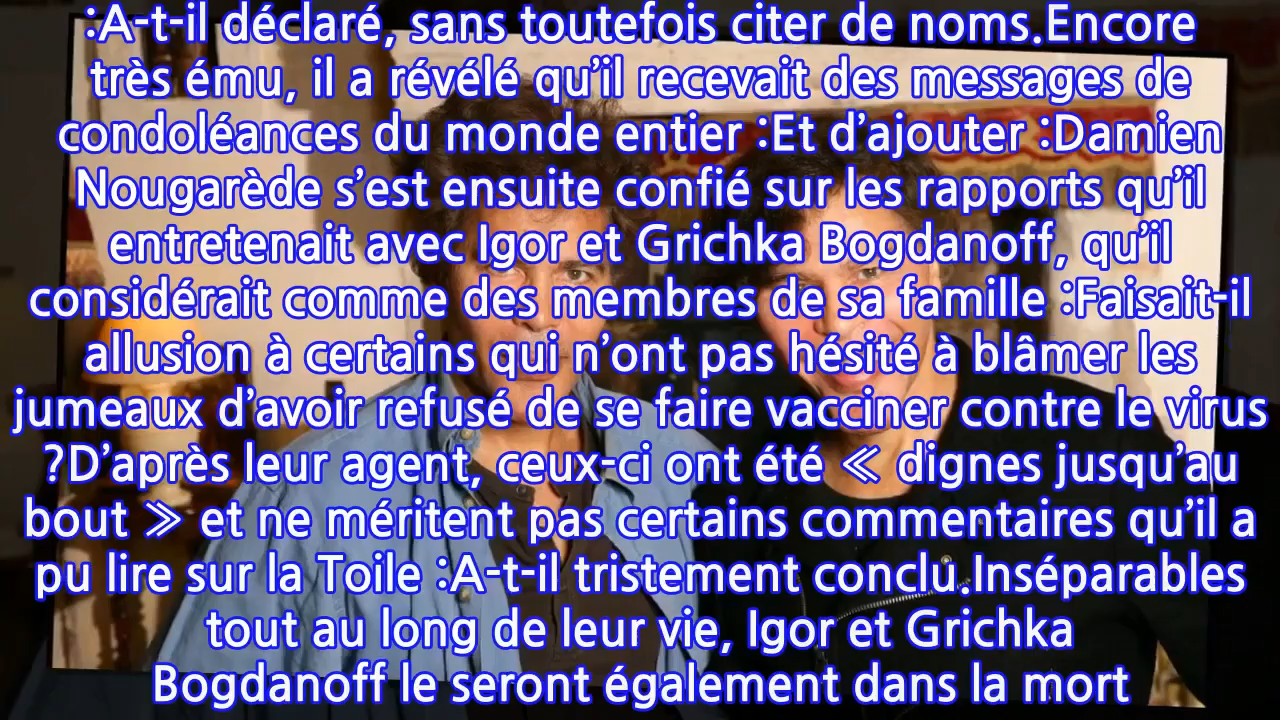 :A-t-il déclaré, sans toutefois citer de noms.Encore
très ému, il a révélé qu’il recevait des messages de
condoléances du monde entier :Et d’ajouter :Damien
Nougarède s’est ensuite confié sur les rapports qu’il
entretenait avec Igor et Grichka Bogdanoff, qu’il
considérait comme des membres de sa famille :Faisait-il
allusion à certains qui n’ont pas hésité à blâmer les
jumeaux d’avoir refusé de se faire vacciner contre le virus
?D’après leur agent, ceux-ci ont été « dignes jusqu’au
bout » et ne méritent pas certains commentaires qu’il a
pu lire sur la Toile :A-t-il tristement conclu.Inséparables
tout au long de leur vie, Igor et Grichka
Bogdanoff le seront également dans la mort